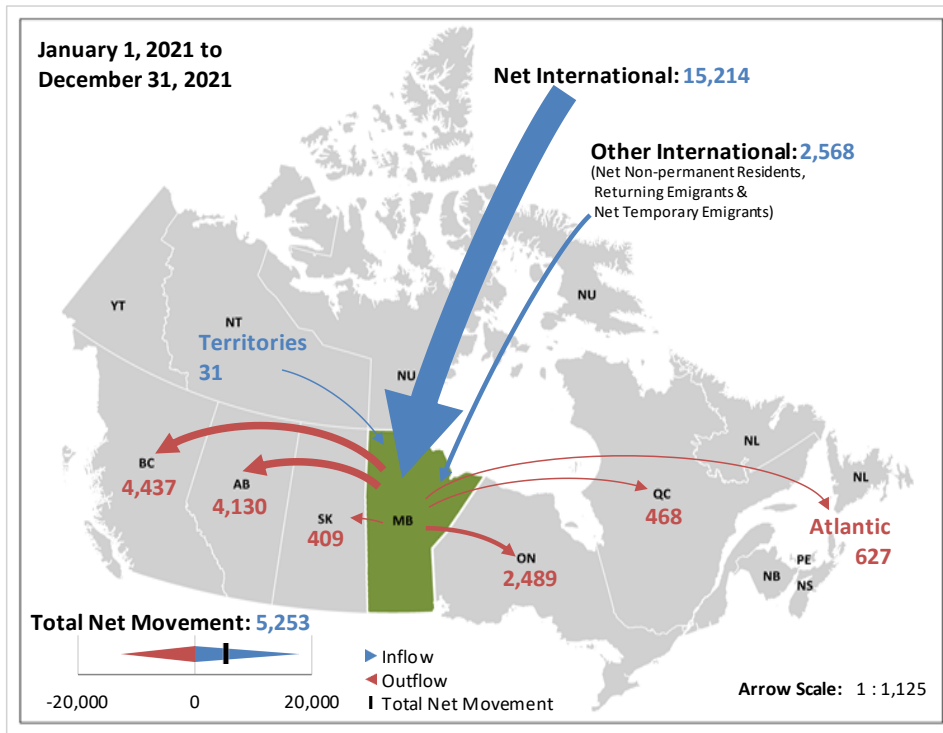 January 1, 2021 to
December 31, 2021
Net International: 15,214
Other International: 2,568
(Net Non-permanent Residents,
Returning Emigrants &
Net Temporary Emigrants)
YT
NT
NU
Territories
31
NU
BC
4,437
AB
4,130
SK
409
MB
ON
2,489
QC
468
NL
NL
Atlantic
627
PE
NB
NS
Total Net Movement: 5,253
-20,000
0
20,000
Inflow
Outflow
Total Net Movement
Arrow Scale: 1 : 1,125